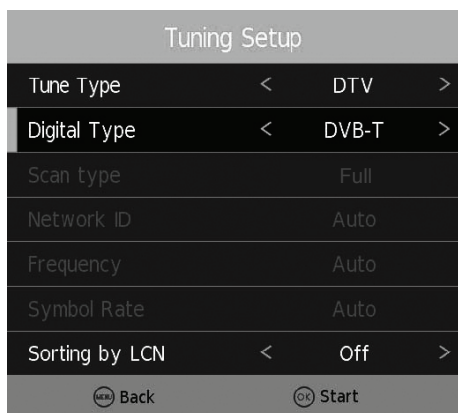 Tuning Setup
Tune Type < DTV >
Digital Type < DVB-T >
Scan type Full
Network ID Auto
Frequency Auto
Symbol Rate Auto
Sorting by LCN < Off >
MENU Back OK Start